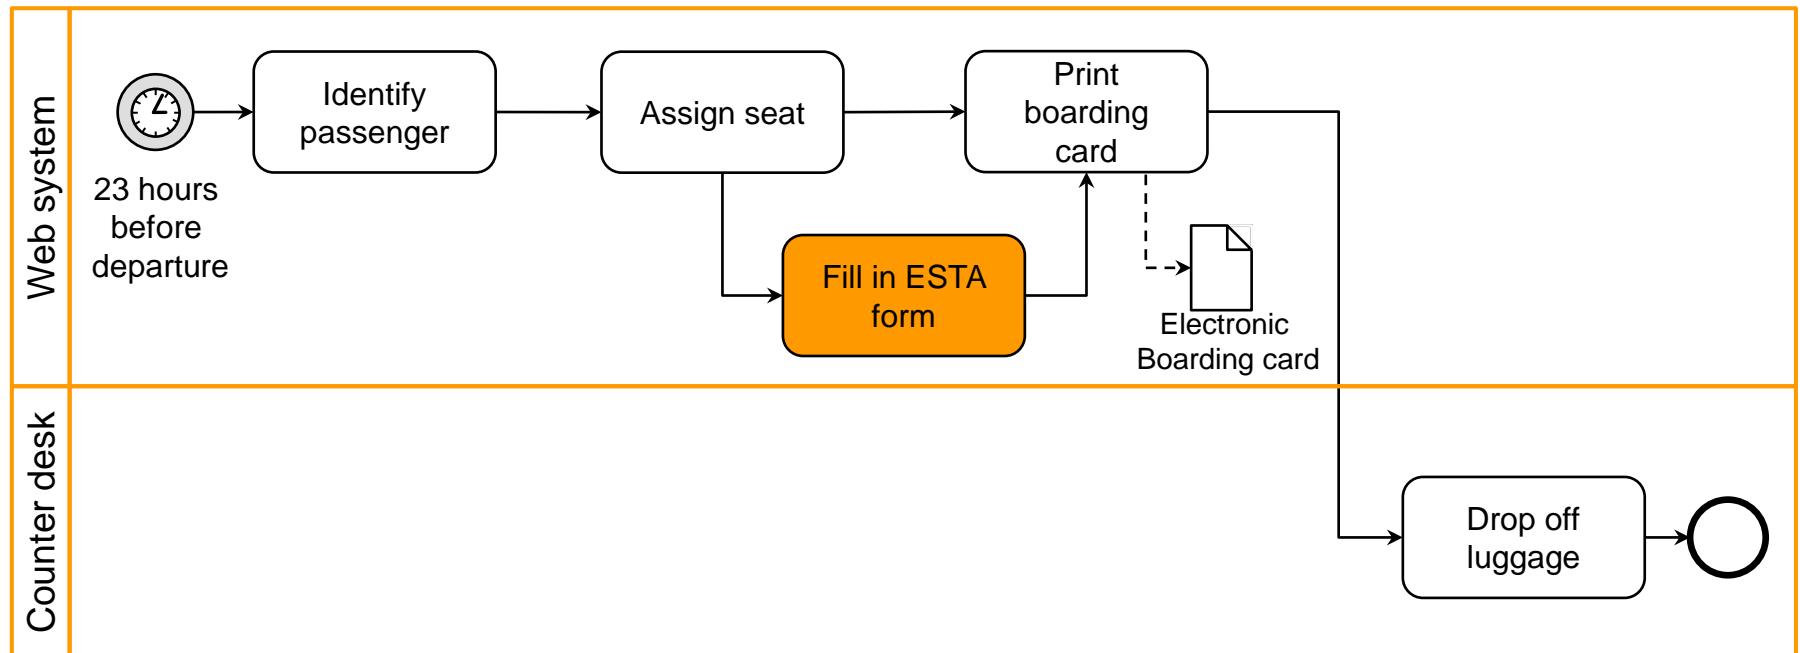 Web system
23 hours
before
departure
Identify
passenger
Assign seat
Print
boarding
card
Fill in ESTA
form
Electronic
Boarding card
Counter desk
Drop off
luggage